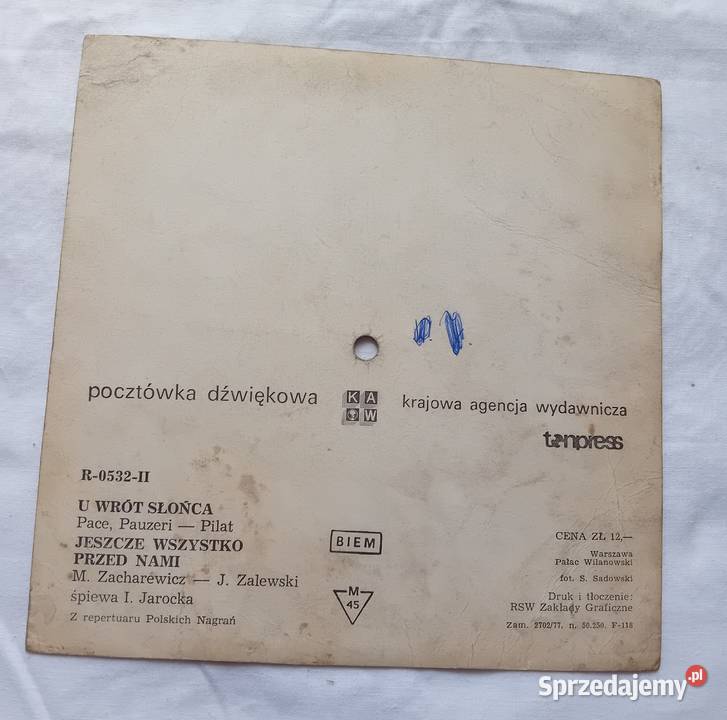 pocztówka dźwiękowa
KA
W
krajowa agencja wydawnicza
tonpress
R-0532-II
U WRÓT SŁOŃCA
Pace, Pauzeri — Pilat
JESZCZE WSZYSTKO
PRZED NAMI
M. Zacharewicz — J. Zalewski
śpiewa I. Jarocka
Z repertuaru Polskich Nagrań
BIEM
M
45
CENA ZŁ 12,—
Warszawa
Pałac Wilanowski
fot. S. Sadowski
Druk i tłoczenie:
RSW Zakłady Graficzne
Zam. 2702/77. n. 50.250. F-118
Sprzedajemy.pl